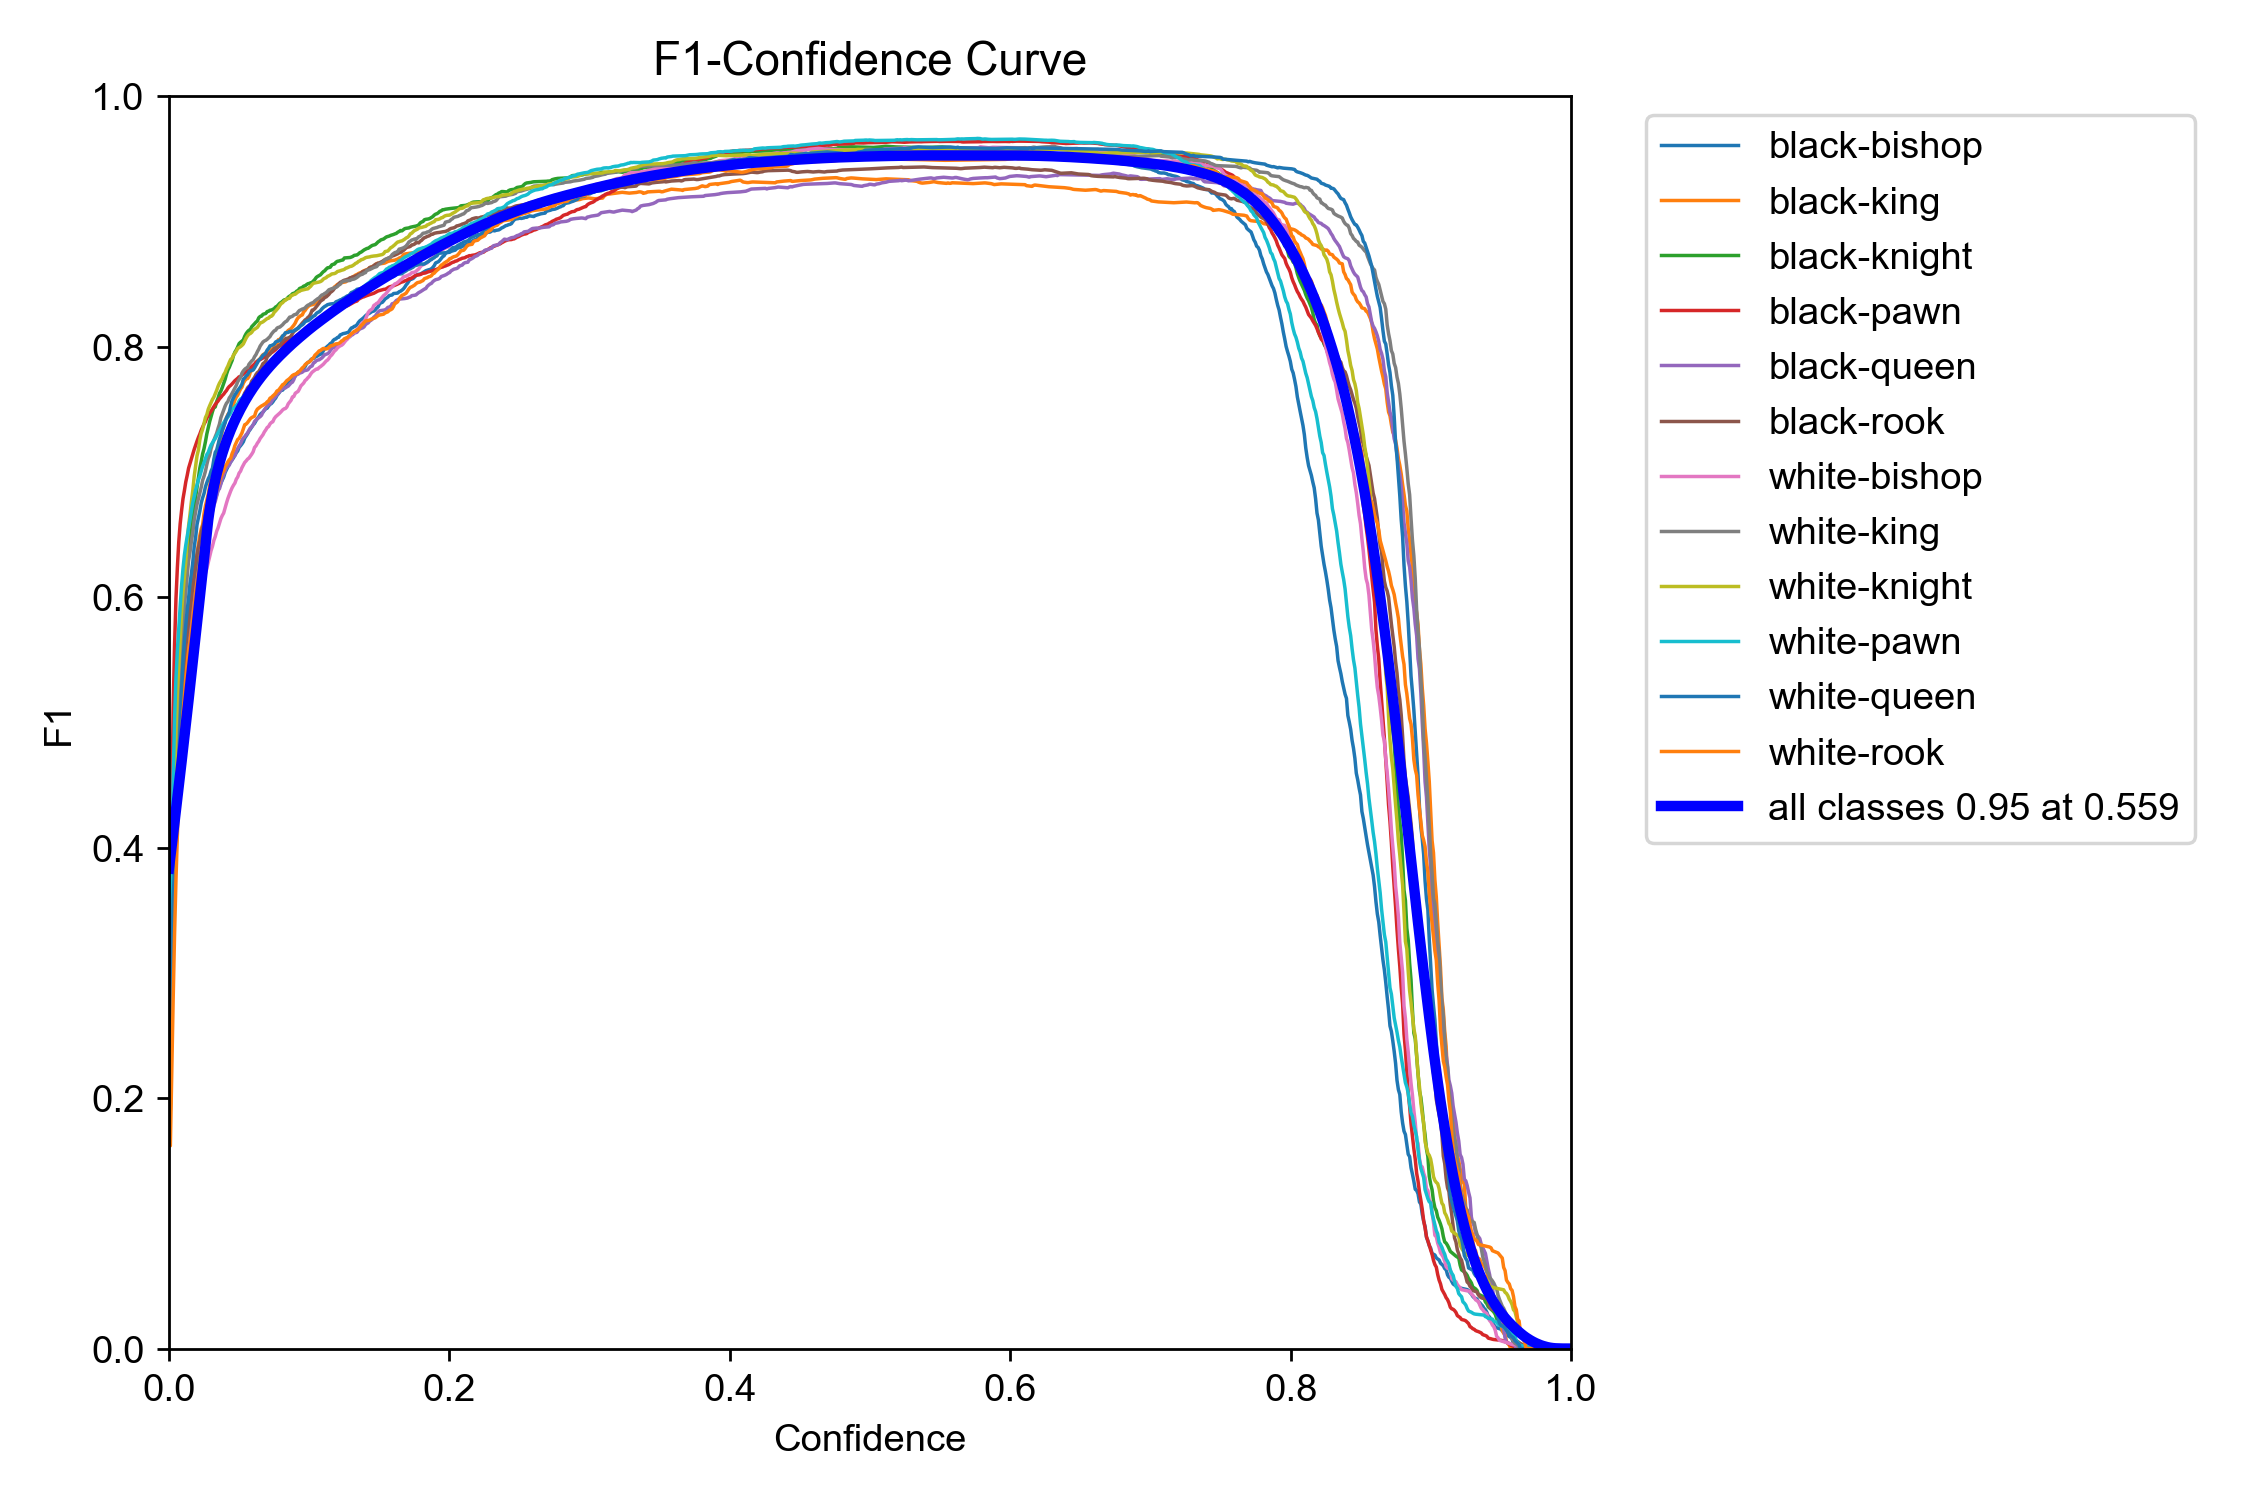 F1-Confidence Curve
1.0
0.8
0.6
0.4
0.2
0.0
F1
0.0 0.2 0.4 0.6 0.8 1.0
Confidence
black-bishop
black-king
black-knight
black-pawn
black-queen
black-rook
white-bishop
white-king
white-knight
white-pawn
white-queen
white-rook
all classes 0.95 at 0.559